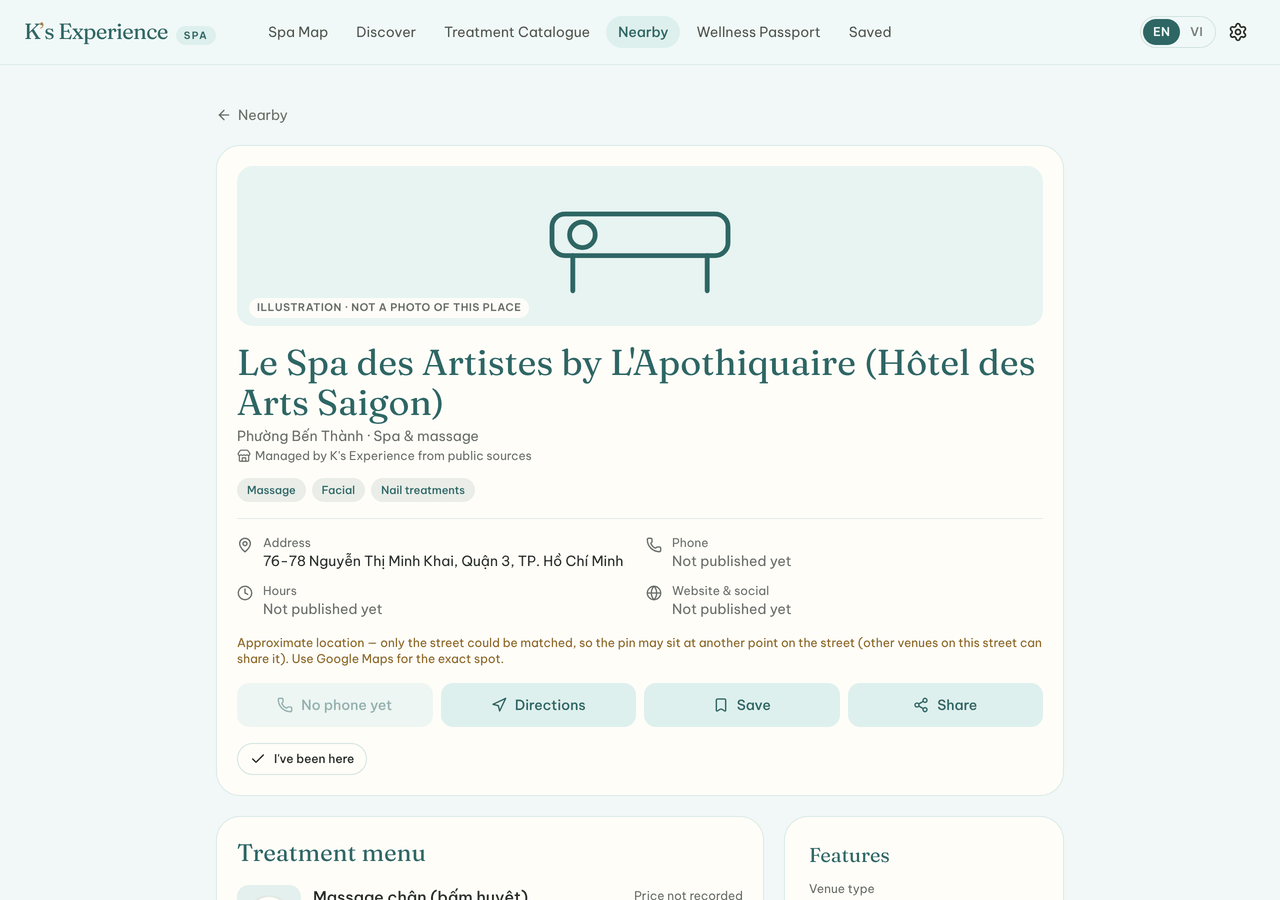 K's Experience SPA
Spa Map
Discover
Treatment Catalogue
Nearby
Wellness Passport
Saved
EN
VI
Nearby
ILLUSTRATION · NOT A PHOTO OF THIS PLACE
Le Spa des Artistes by L'Apothiquaire (Hôtel des
Arts Saigon)
Phường Bến Thành · Spa & massage
Managed by K's Experience from public sources
Massage
Facial
Nail treatments
Address
76-78 Nguyễn Thị Minh Khai, Quận 3, TP. Hồ Chí Minh
Phone
Not published yet
Hours
Not published yet
Website & social
Not published yet
Approximate location — only the street could be matched, so the pin may sit at another point on the street (other venues on this street can
share it). Use Google Maps for the exact spot.
No phone yet
Directions
Save
Share
I've been here
Treatment menu
Massage chân (bấm huyệt)
Price not recorded
Features
Venue type